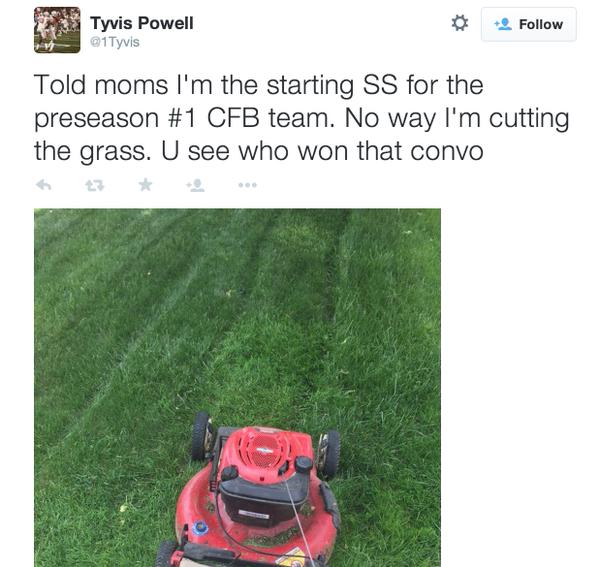 Tyvis Powell
@1Tyvis
Follow
Told moms I'm the starting SS for the
preseason #1 CFB team. No way I'm cutting
the grass. U see who won that convo